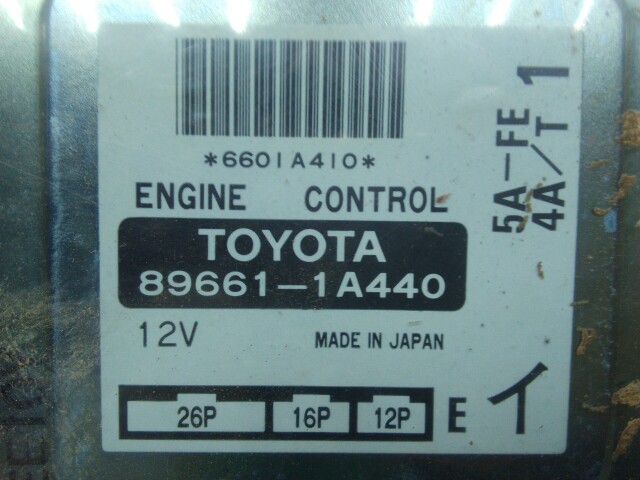 *6601A410*
ENGINE CONTROL
TOYOTA
89661-1A440
12V MADE IN JAPAN
26P 16P 12P E イ
5A-FE 1
4A/T